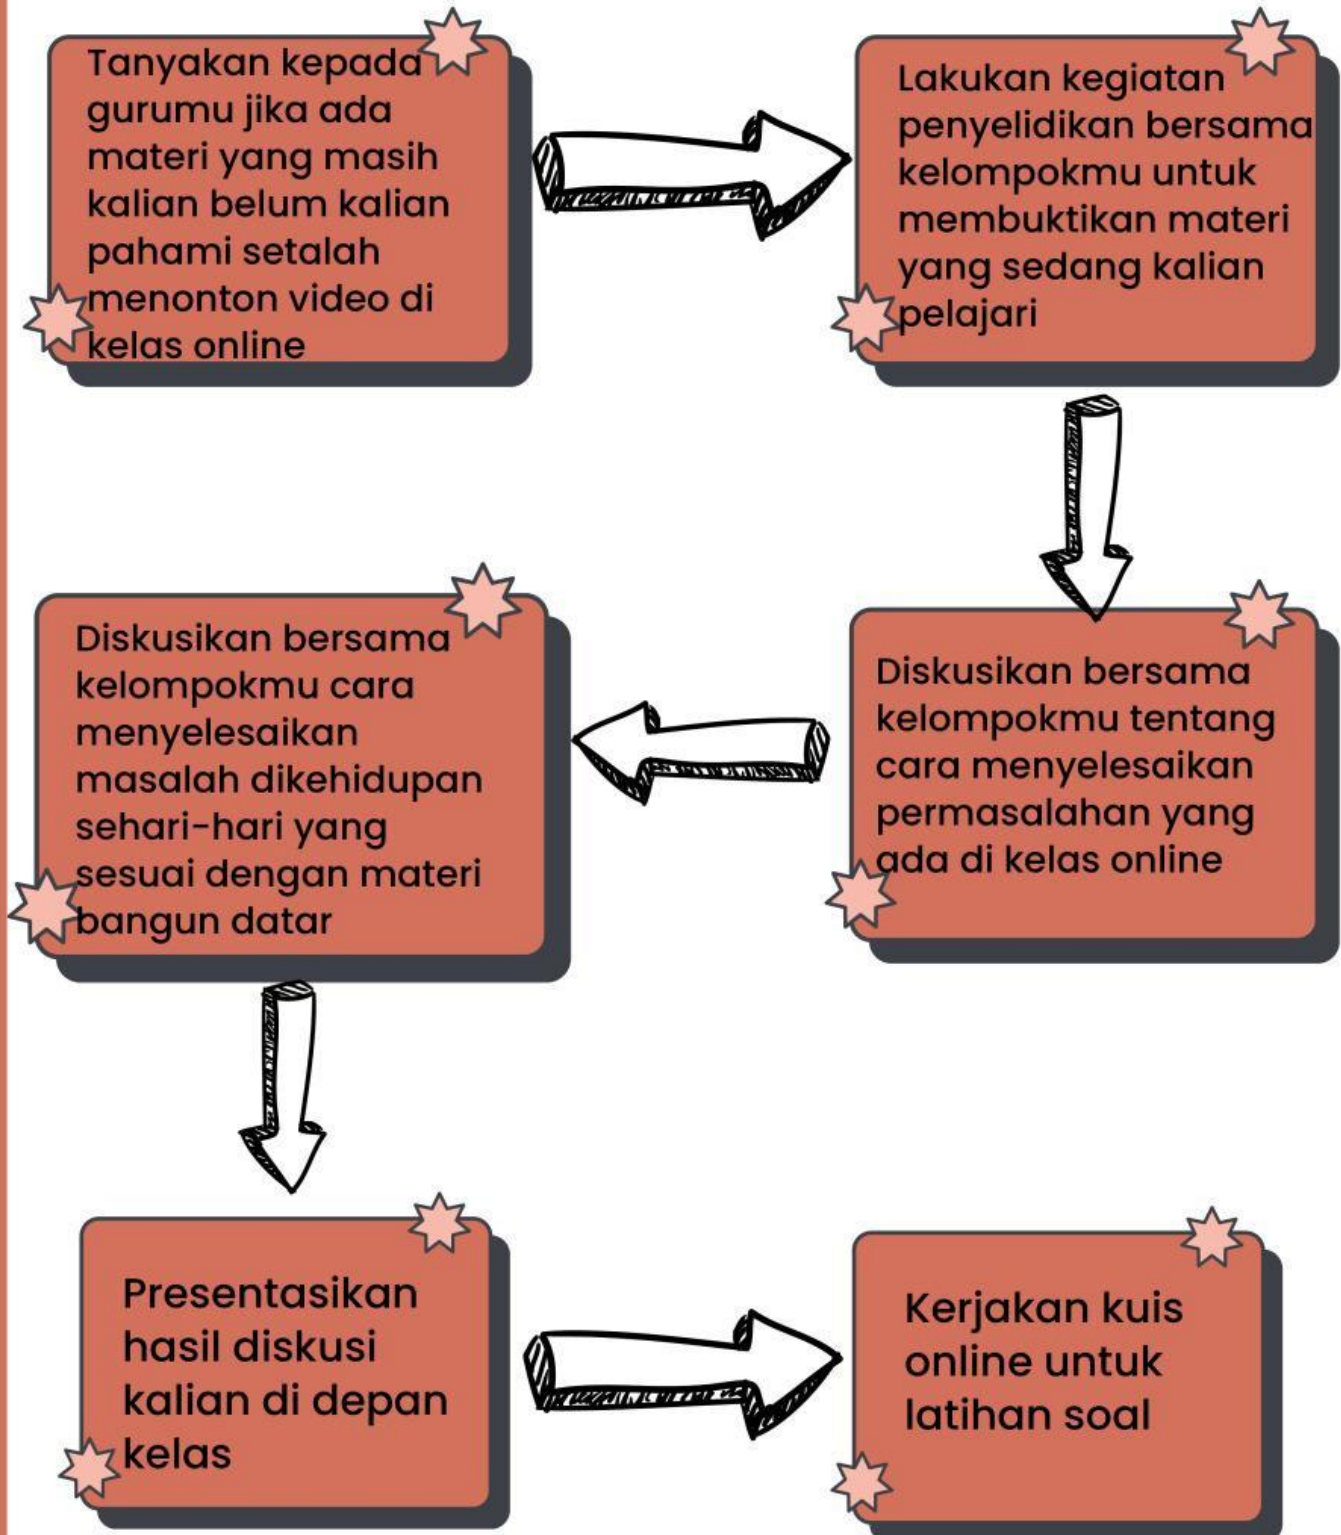 Tanyakan kepada
gurumu jika ada
materi yang masih
kalian belum kalian
pahami setalah
menonton video di
kelas online
Lakukan kegiatan
penyelidikan bersama
kelompokmu untuk
membuktikan materi
yang sedang kalian
pelajari
Diskusikan bersama
kelompokmu tentang
cara menyelesaikan
permasalahan yang
ada di kelas online
Diskusikan bersama
kelompokmu cara
menyelesaikan
masalah dikehidupan
sehari-hari yang
sesuai dengan materi
bangun datar
Presentasikan
hasil diskusi
kalian di depan
kelas
Kerjakan kuis
online untuk
latihan soal